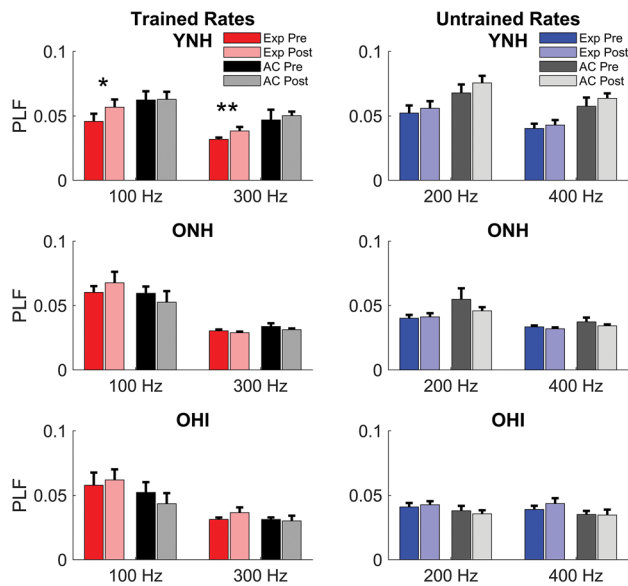 Trained Rates
YNH
Exp Pre
Exp Post
AC Pre
AC Post
PLF
0.1
0.05
0
*
**
100 Hz
300 Hz
Untrained Rates
YNH
Exp Pre
Exp Post
AC Pre
AC Post
0.1
0.05
0
200 Hz
400 Hz
ONH
PLF
0.1
0.05
0
100 Hz
300 Hz
ONH
0.1
0.05
0
200 Hz
400 Hz
OHI
PLF
0.1
0.05
0
100 Hz
300 Hz
OHI
0.1
0.05
0
200 Hz
400 Hz